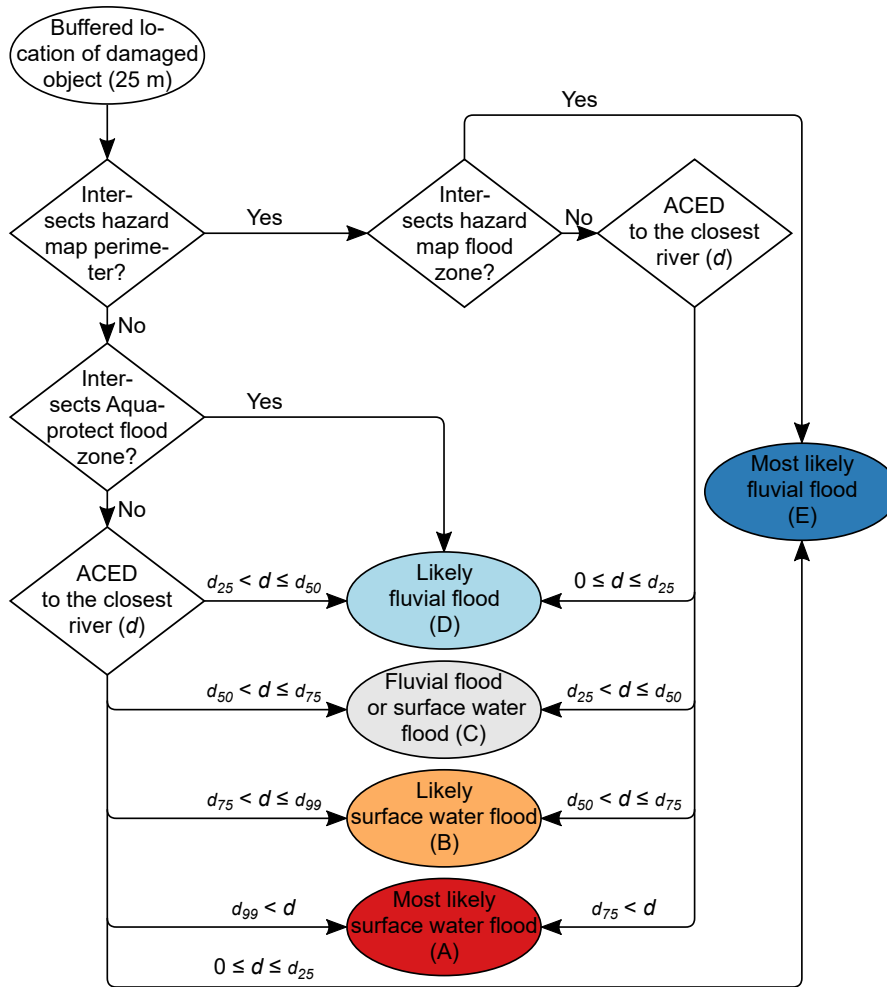 Buffered lo-
cation of damaged
object (25 m)
Yes
Inter-
sects hazard
map perime-
ter?
Yes
Inter-
sects hazard
map flood
zone?
No
ACED
to the closest
river (d)
No
Inter-
sects Aqua-
protect flood
zone?
Yes
Most likely
fluvial flood
(E)
No
ACED
to the closest
river (d)
d25 < d ≤ d50
Likely
fluvial flood
(D)
0 ≤ d ≤ d25
d50 < d ≤ d75
Fluvial flood
or surface water
flood (C)
d25 < d ≤ d50
d75 < d ≤ d99
Likely
surface water flood
(B)
d50 < d ≤ d75
d99 < d
Most likely
surface water flood
(A)
d75 < d
0 ≤ d ≤ d25